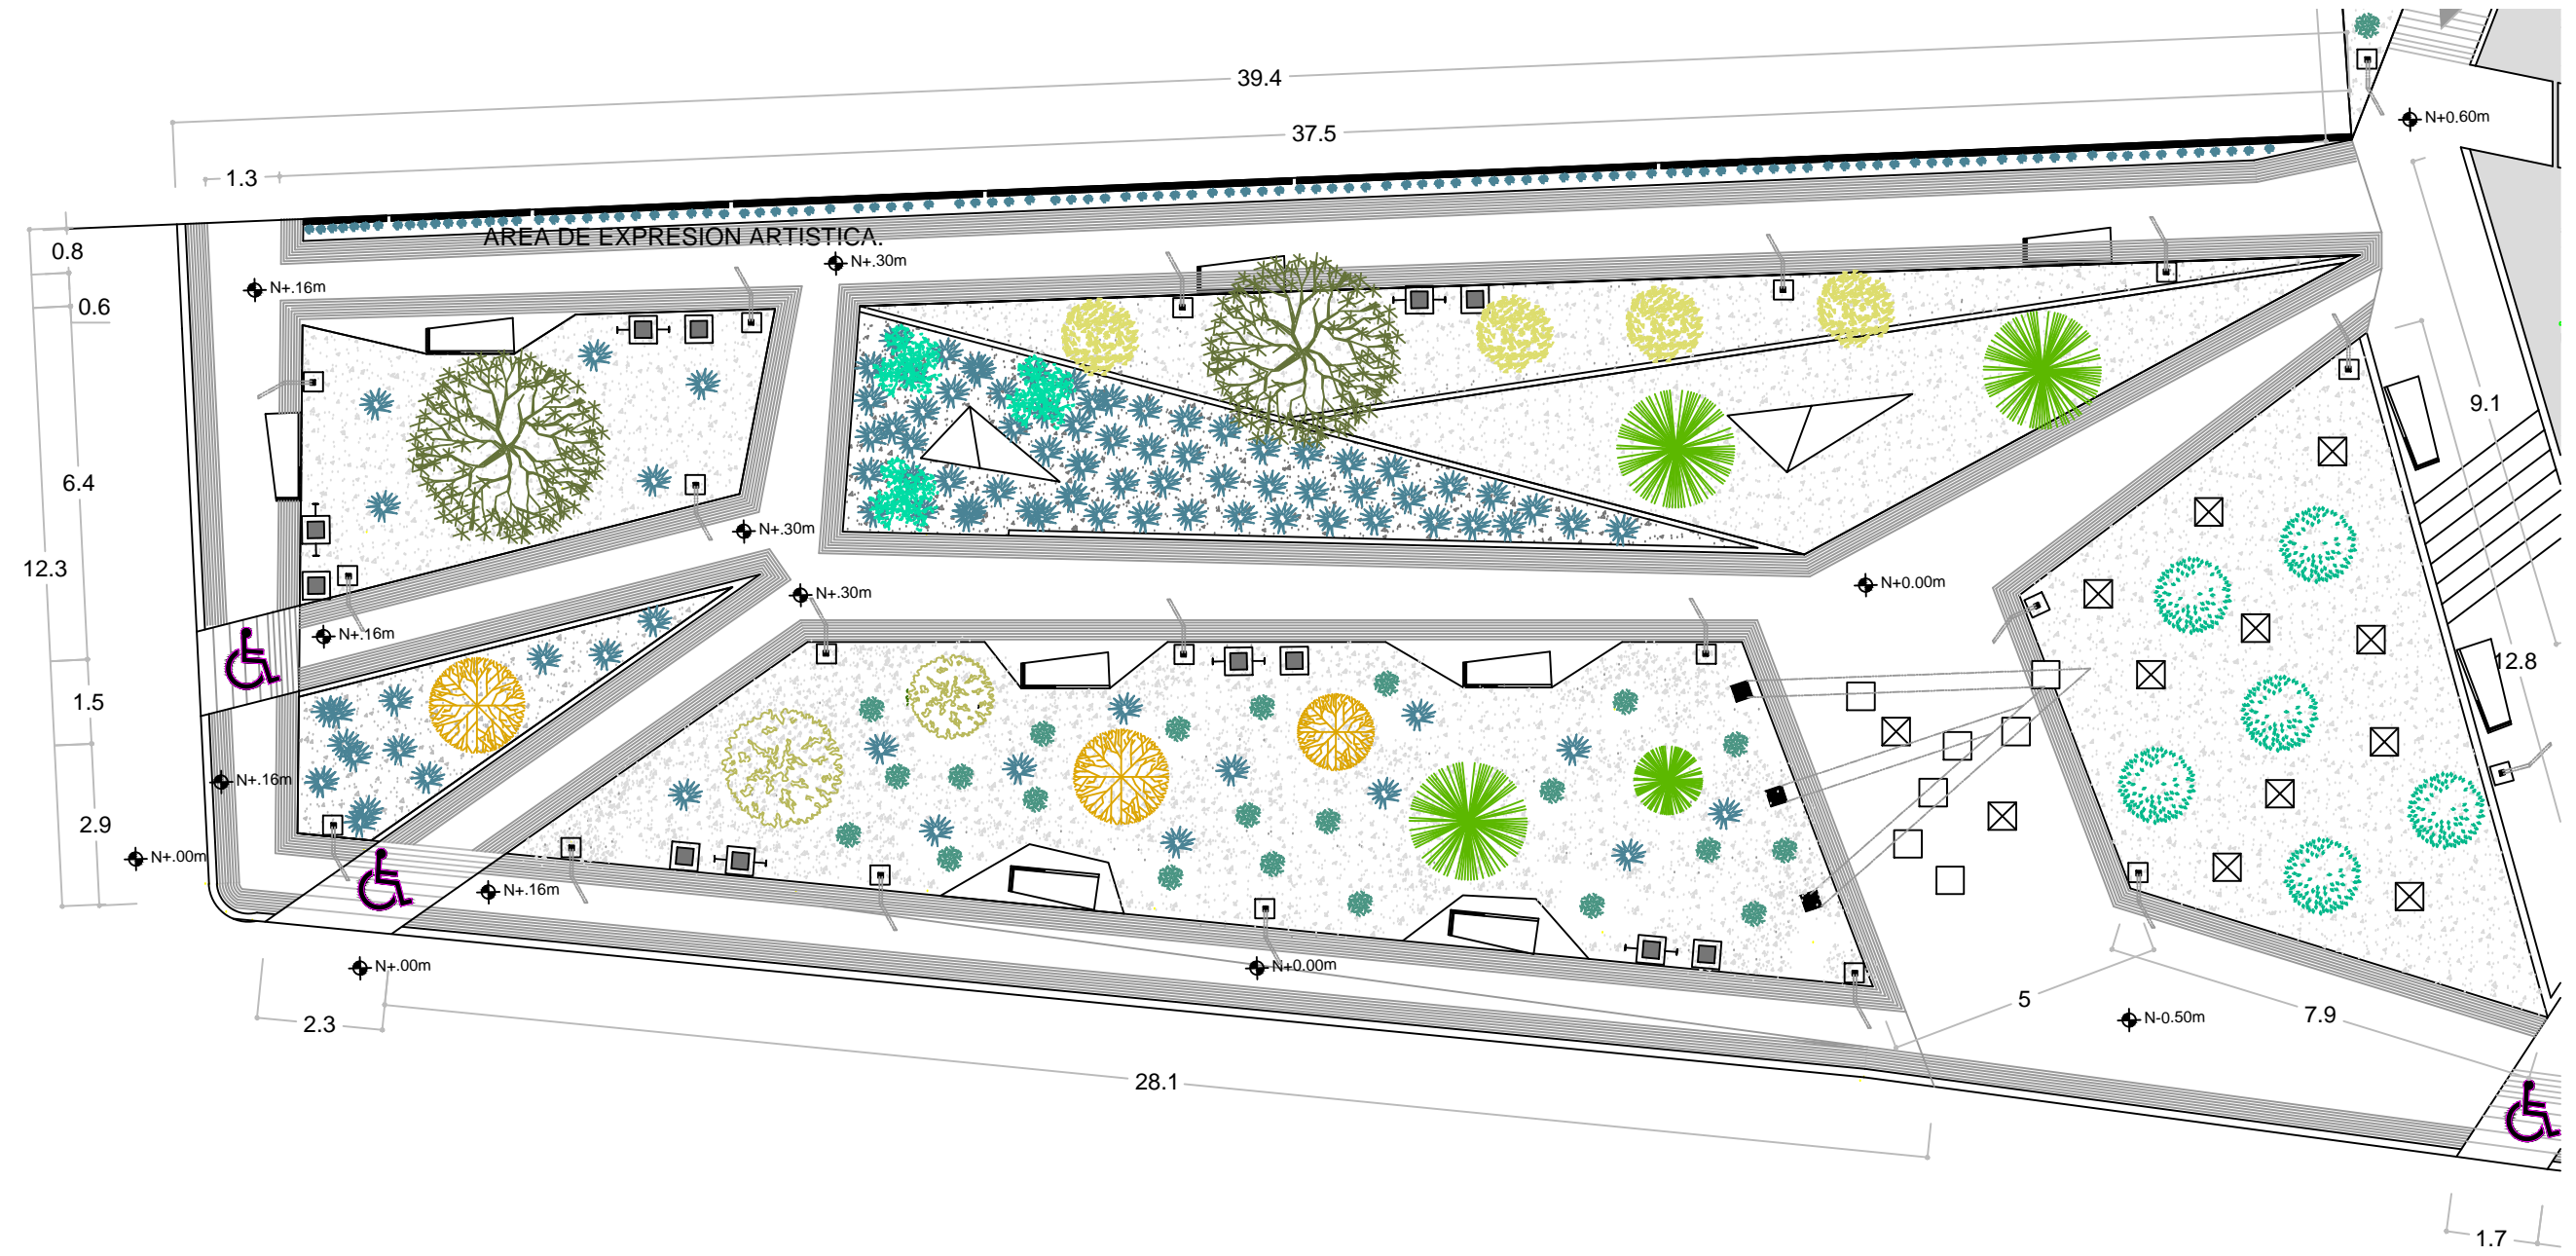 39.4
N+0.60m
37.5
1.3
AREA DE EXPRESION ARTISTICA.
0.8
N+.30m
N+.16m
0.6
9.1
6.4
N+.30m
12.3
N+0.00m
N+.30m
N+.16m
12.8
1.5
N+.16m
2.9
N+.00m
N+.16m
N+.00m
N+0.00m
5
7.9
N-0.50m
2.3
28.1
1.7